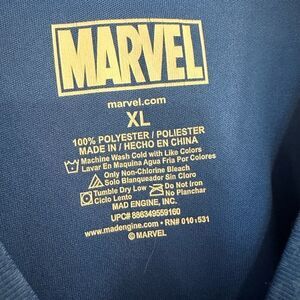 MARVEL
marvel.com
XL
100% POLYESTER / POLIESTER
MADE IN / HECHO EN CHINA
Machine Wash Cold with Like Colors
Lavar En Maquina Agua Fria Por Colores
Only Non-Chlorine Bleach
Solo Blanqueador Sin Cloro
Tumble Dry Low
Ciclo Lento
Do Not Iron
No Planchar
MAD ENGINE, INC.
UPC# 886349559160
www.madengine.com • RN# 0101531
© MARVEL